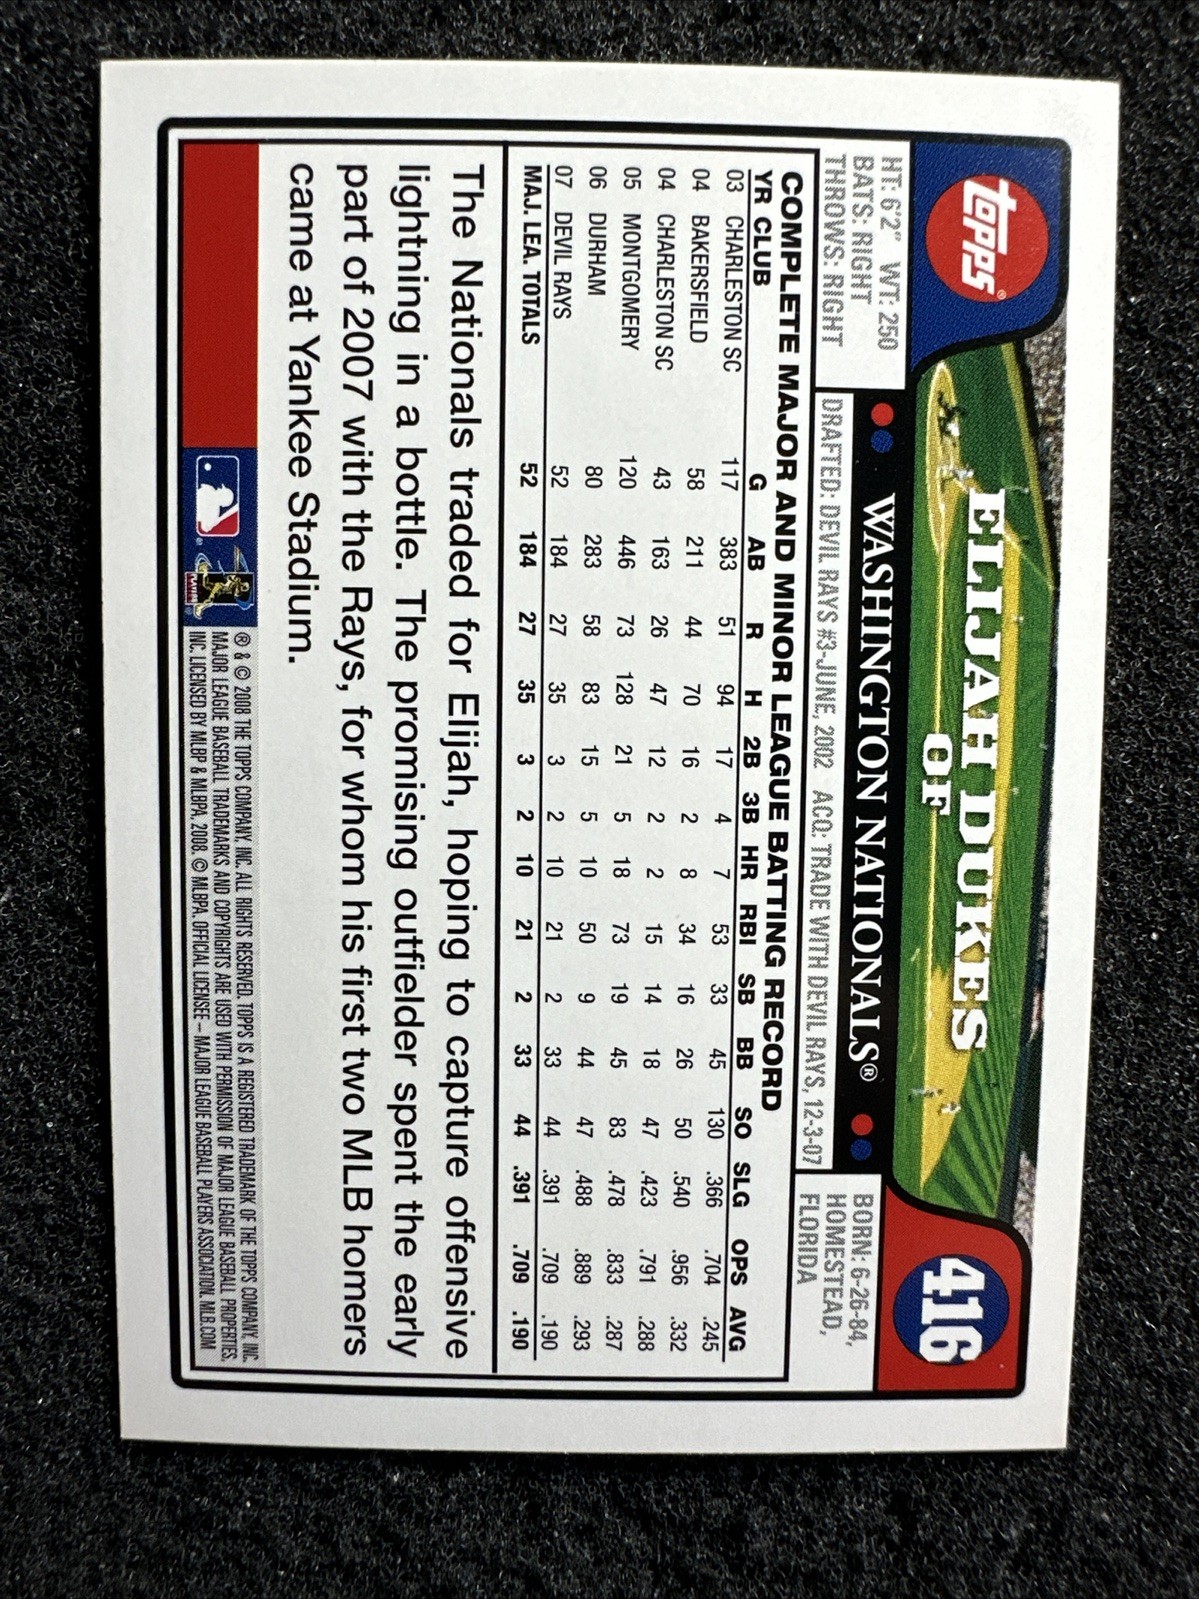 topps®
ELIJAH DUKES
OF
416
WASHINGTON NATIONALS®
HT: 6'2" WT: 250
BATS: RIGHT
THROWS: RIGHT
DRAFTED: DEVIL RAYS #3-JUNE, 2002 ACQ: TRADE WITH DEVIL RAYS, 12-3-07
BORN: 6-26-84,
HOMESTEAD,
FLORIDA
COMPLETE MAJOR AND MINOR LEAGUE BATTING RECORD
YR CLUB G AB R H 2B 3B HR RBI SB BB SO SLG OPS AVG
03 CHARLESTON SC 117 383 51 94 17 4 7 53 33 45 130 .366 .704 .245
04 BAKERSFIELD 58 211 44 70 16 2 8 34 16 26 50 .540 .956 .332
04 CHARLESTON SC 43 163 26 47 12 2 2 15 14 18 47 .423 .791 .288
05 MONTGOMERY 120 446 73 128 21 5 18 73 19 45 83 .478 .833 .287
06 DURHAM 80 283 58 83 15 5 10 50 9 44 47 .488 .889 .293
07 DEVIL RAYS 52 184 27 35 3 2 10 21 2 33 44 .391 .709 .190
MAJ. LEA. TOTALS 52 184 27 35 3 2 10 21 2 33 44 .391 .709 .190
The Nationals traded for Elijah, hoping to capture offensive
lightning in a bottle. The promising outfielder spent the early
part of 2007 with the Rays, for whom his first two MLB homers
came at Yankee Stadium.
® & © 2008 THE TOPPS COMPANY, INC. ALL RIGHTS RESERVED. TOPPS IS A REGISTERED TRADEMARK OF THE TOPPS COMPANY, INC.
MAJOR LEAGUE BASEBALL TRADEMARKS AND COPYRIGHTS ARE USED WITH PERMISSION OF MAJOR LEAGUE BASEBALL PROPERTIES,
INC. LICENSED BY MLBP & MLBPA, 2008. © MLBPA. OFFICIAL LICENSEE – MAJOR LEAGUE BASEBALL PLAYERS ASSOCIATION. MLB.COM